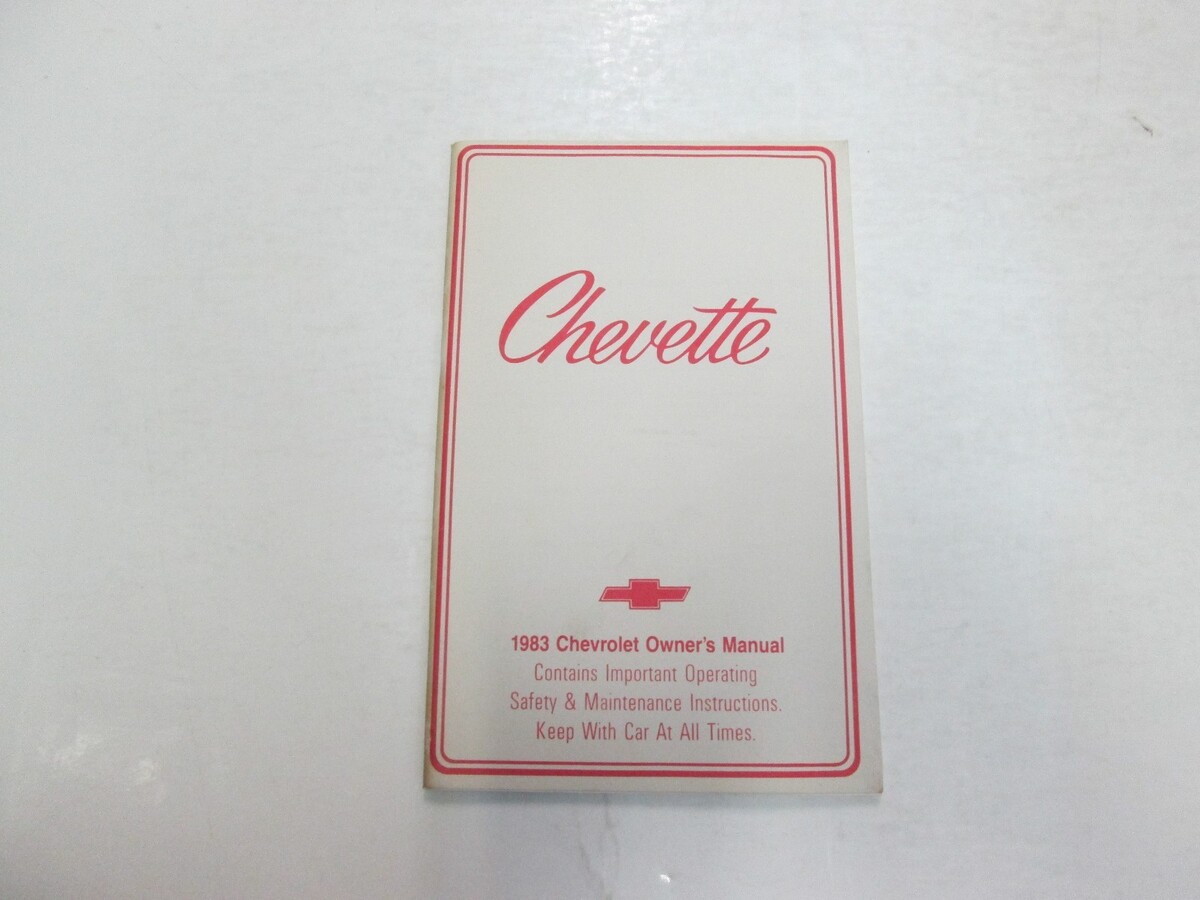 Chevette
1983 Chevrolet Owner's Manual
Contains Important Operating
Safety & Maintenance Instructions.
Keep With Car At All Times.